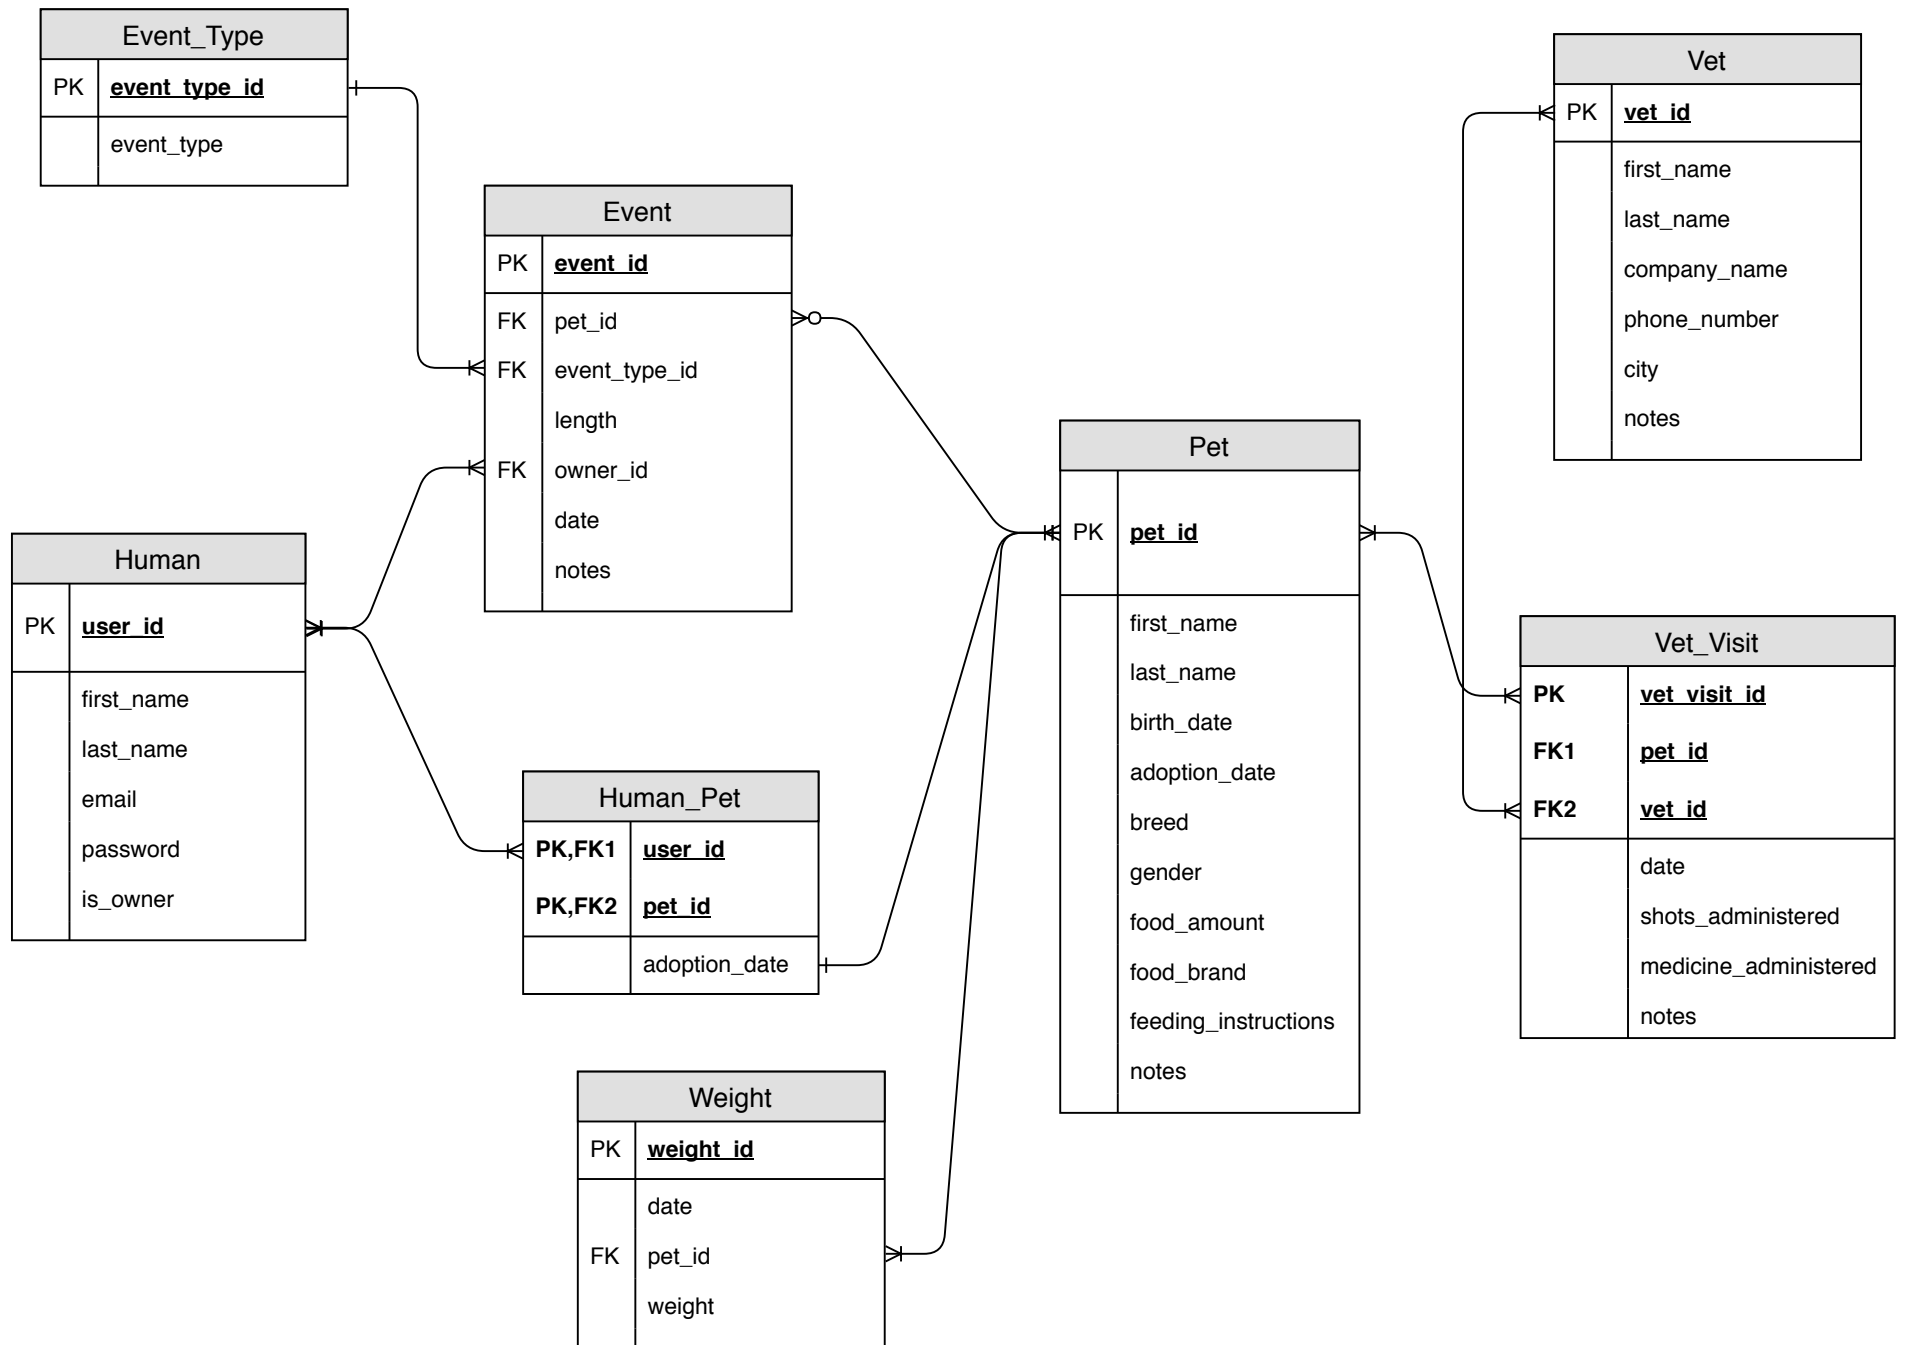 Event_Type
PK event_type_id
event_type
Event
PK event_id
FK pet_id
FK event_type_id
length
FK owner_id
date
notes
Human
PK user_id
first_name
last_name
email
password
is_owner
Human_Pet
PK,FK1 user_id
PK,FK2 pet_id
adoption_date
Weight
PK weight_id
date
FK pet_id
weight
Pet
PK pet_id
first_name
last_name
birth_date
adoption_date
breed
gender
food_amount
food_brand
feeding_instructions
notes
Vet
PK vet_id
first_name
last_name
company_name
phone_number
city
notes
Vet_Visit
PK vet_visit_id
FK1 pet_id
FK2 vet_id
date
shots_administered
medicine_administered
notes